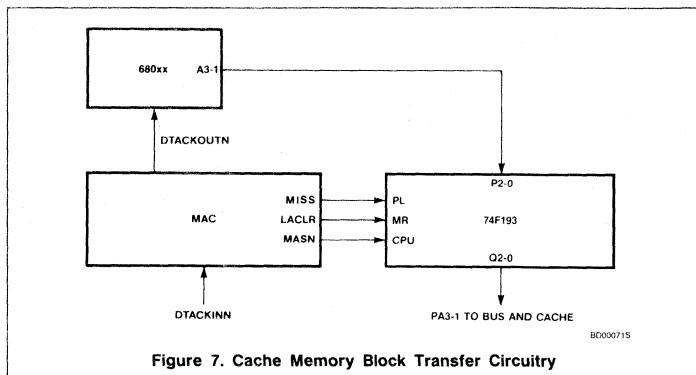 680xx A3-1
DTACKOUTN
P2-0
MISS PL
MAC LACLR MR 74F193
MASN CPU
Q2-0
DTACKINN PA3-1 TO BUS AND CACHE
BD00071S
Figure 7. Cache Memory Block Transfer Circuitry